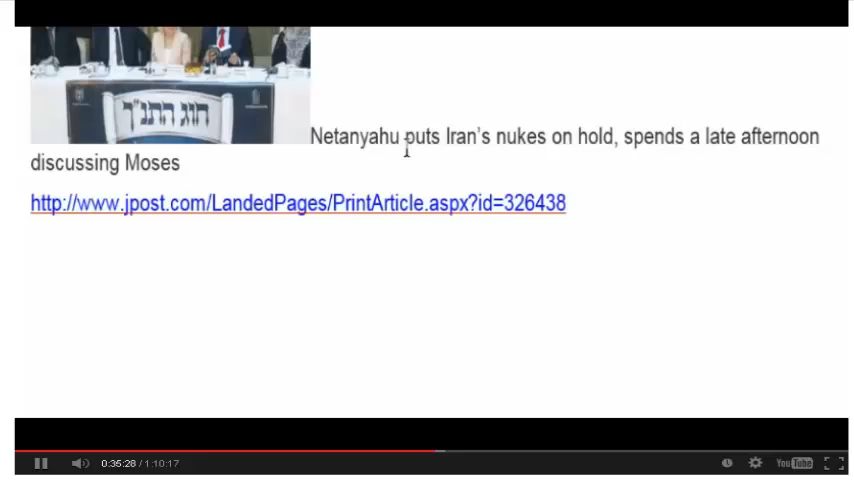 חוג התנ"ך
Netanyahu puts Iran's nukes on hold, spends a late afternoon
discussing Moses
http://www.jpost.com/LandedPages/PrintArticle.aspx?id=326438
0:35:28 / 1:10:17
YouTube